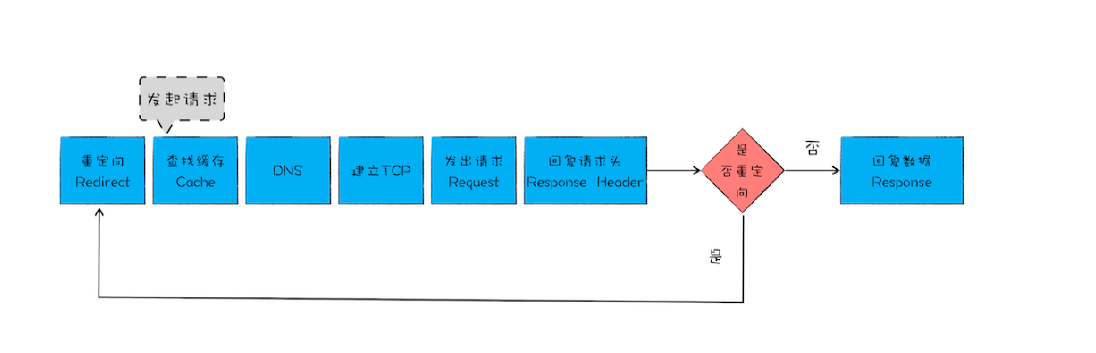 发起请求
重定向
Redirect
查找缓存
Cache
DNS
建立TCP
发出请求
Request
回复请求头
Response Header
是
否重定
向
否
回复数据
Response
是